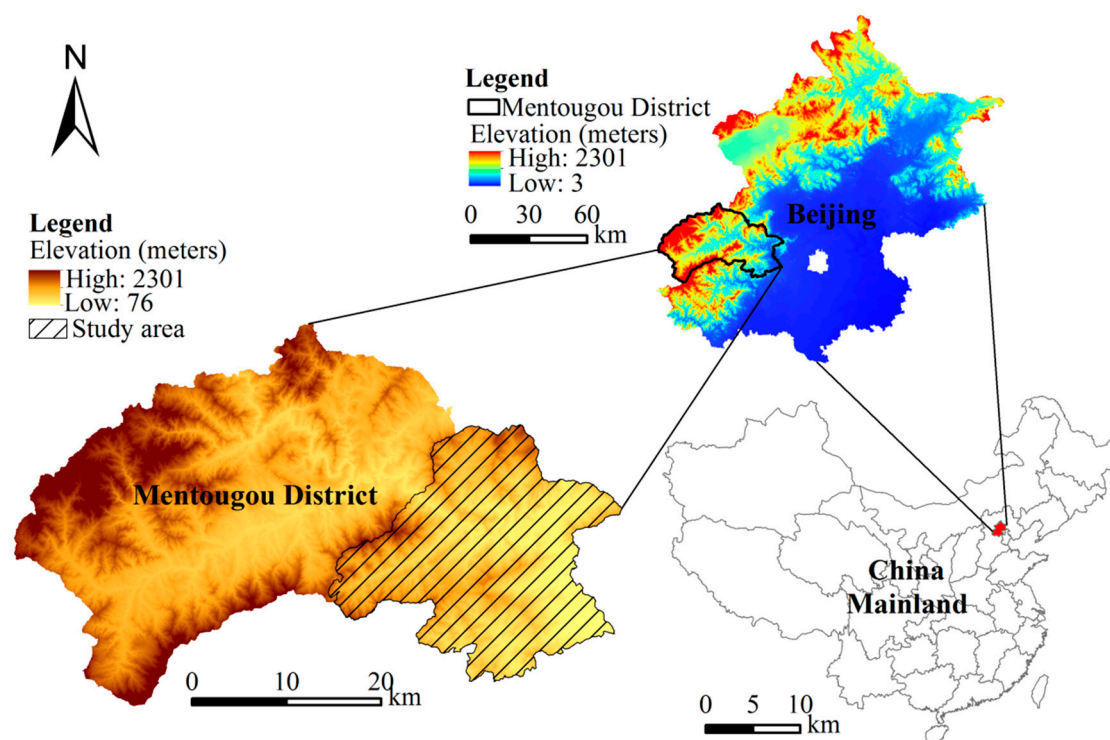 N
Legend
Mentougou District
Elevation (meters)
High: 2301
Low: 3
0 30 60
km
Beijing
Legend
Elevation (meters)
High: 2301
Low: 76
Study area
Mentougou District
0 10 20
km
China
Mainland
0 5 10
km